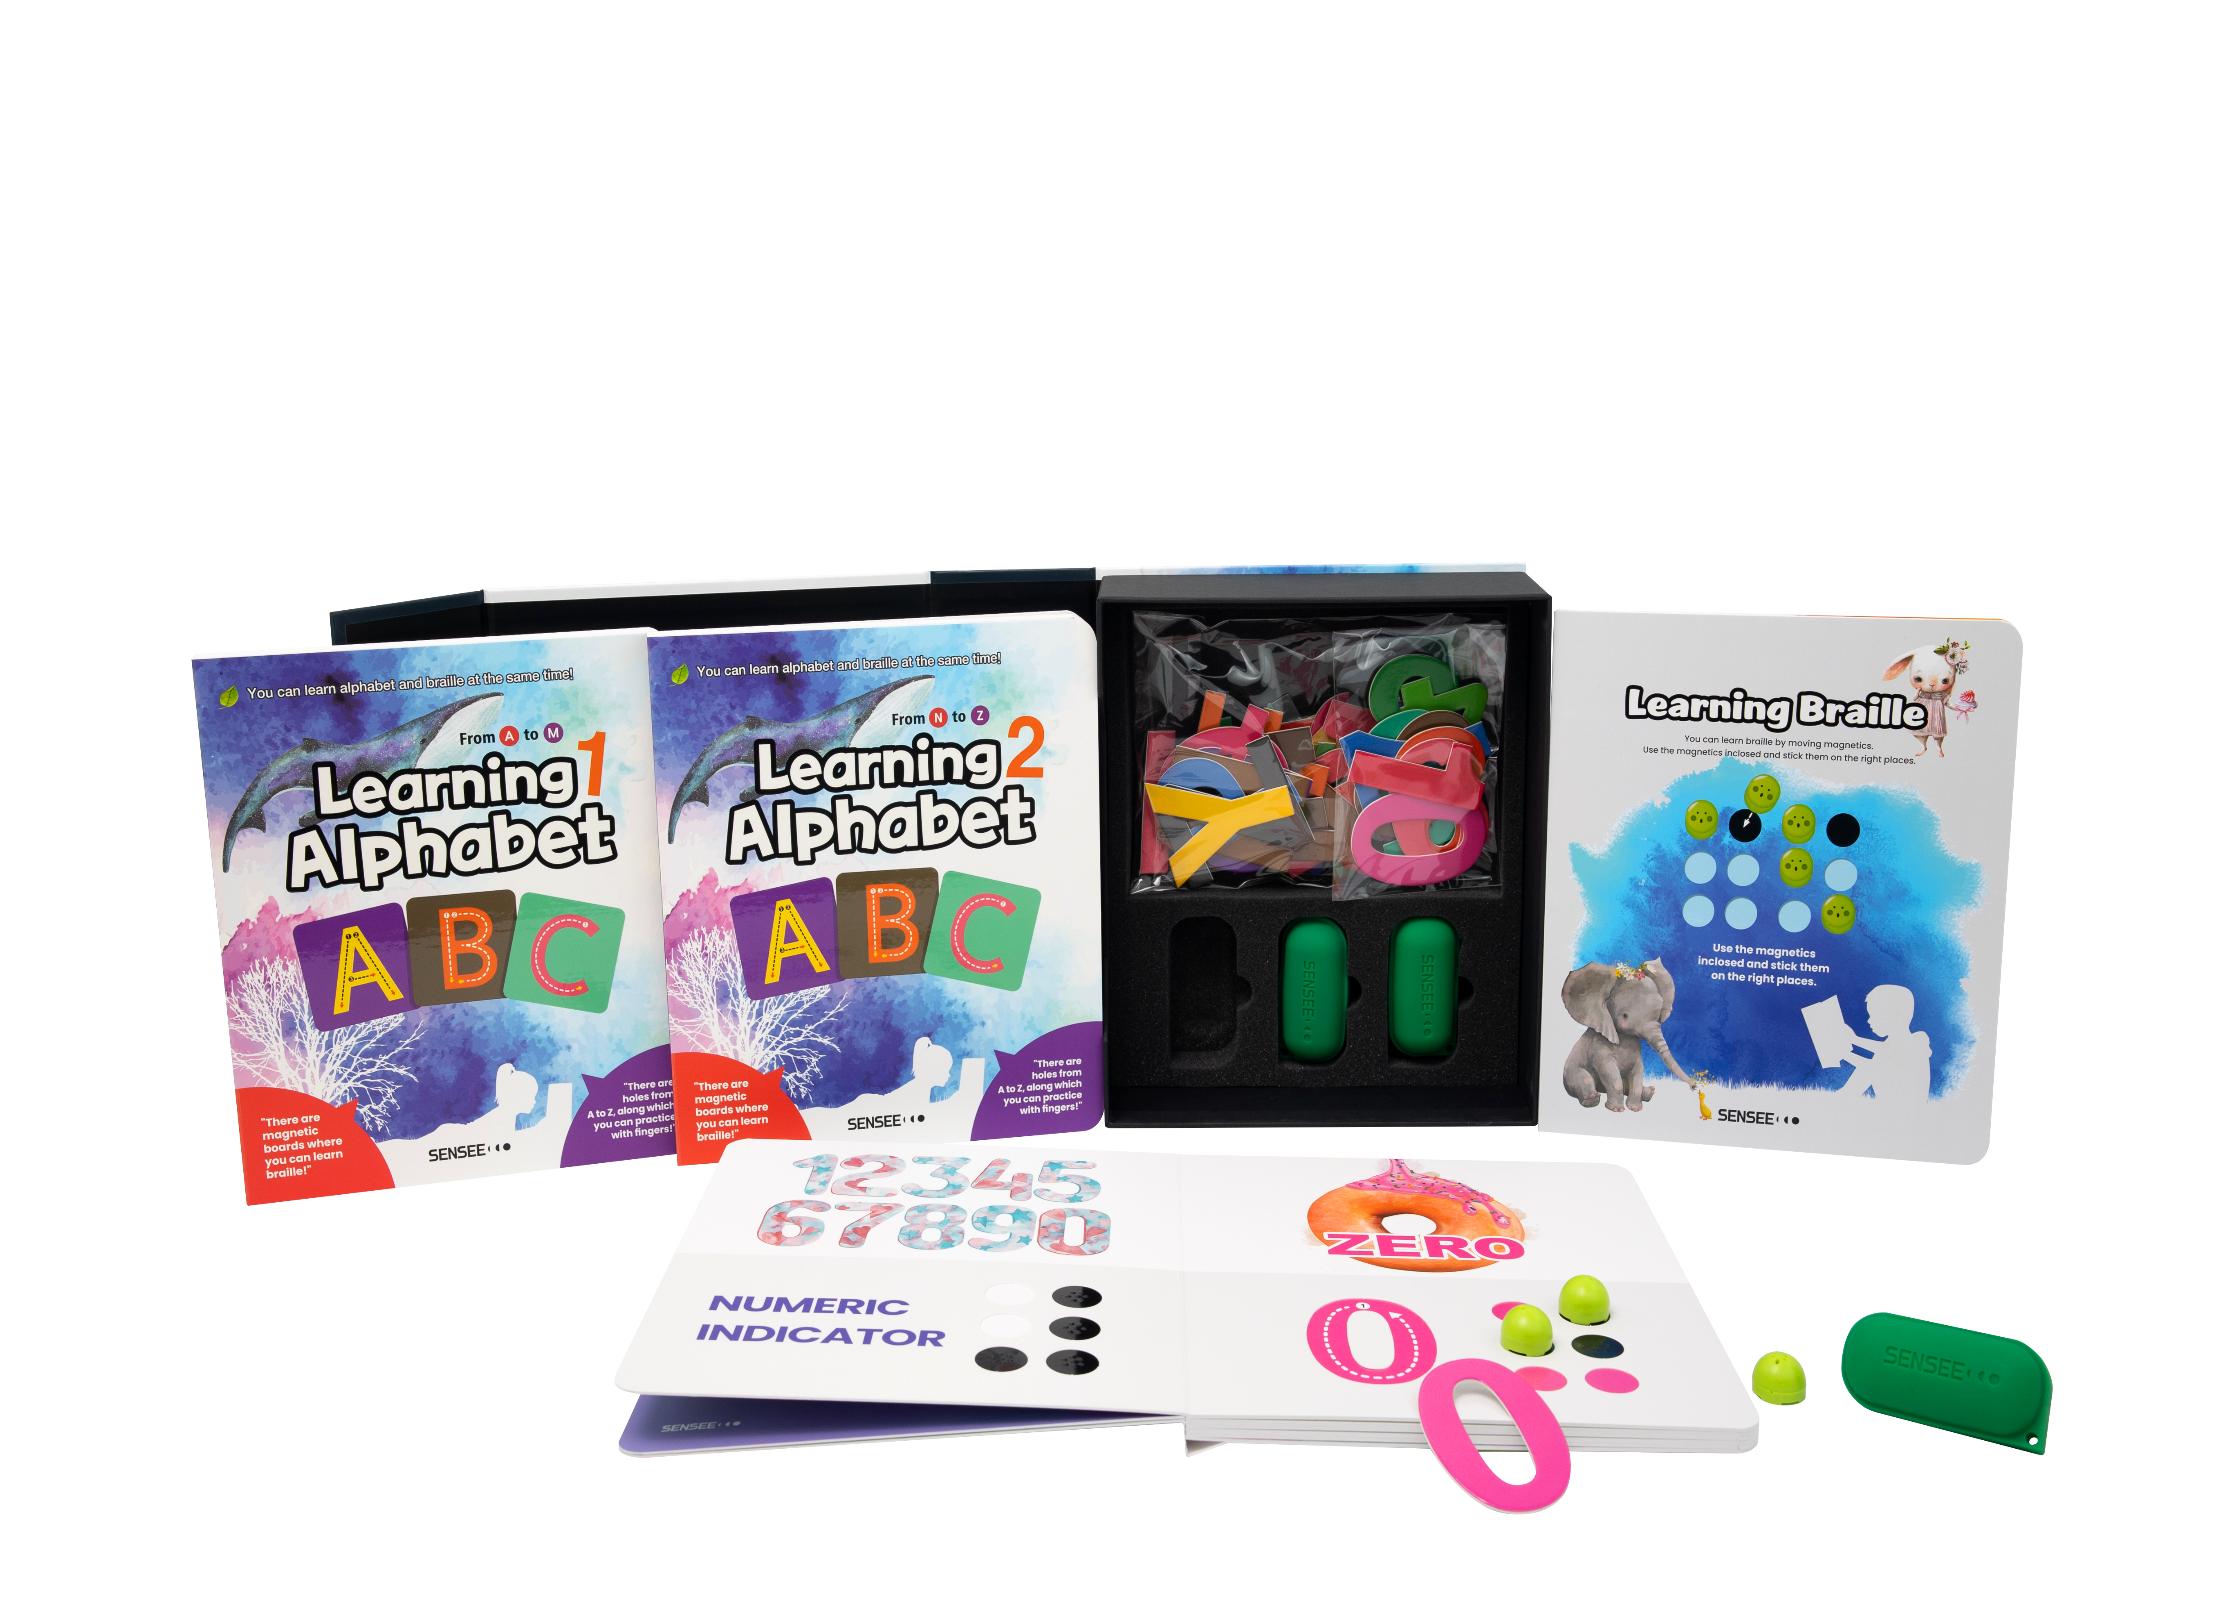 You can learn alphabet and braille at the same time!
From A to M
Learning 1
Alphabet
A B C
"There are
magnetic
boards where
you can learn
braille!"
SENSEE
"There are
holes from
A to Z, along which
you can practice
with fingers!"
You can learn alphabet and braille at the same time!
From N to Z
Learning 2
Alphabet
A B C
"There are
magnetic
boards where
you can learn
braille!"
SENSEE
"There are
holes from
A to Z, along which
you can practice
with fingers!"
SENSEE
SENSEE
Learning Braille
You can learn braille by moving magnetics.
Use the magnetics inclosed and stick them on the right places.
Use the magnetics
inclosed and stick them
on the right places.
SENSEE
12345
67890
NUMERIC
INDICATOR
SENSEE
ZERO
0
0
SENSEE